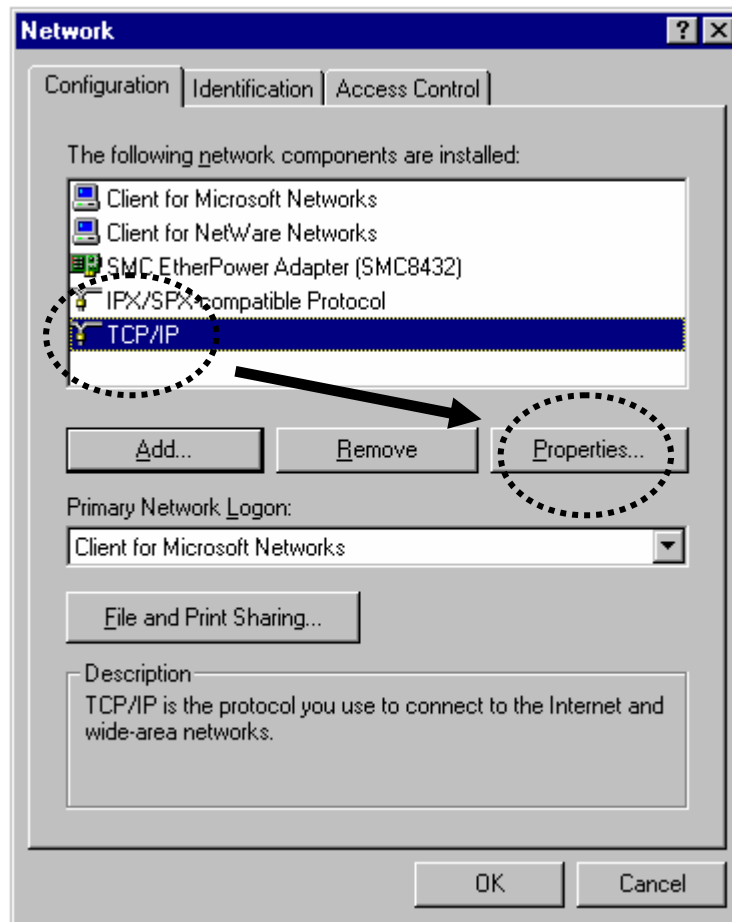 Network
Configuration Identification Access Control
The following network components are installed:
Client for Microsoft Networks
Client for NetWare Networks
SMC EtherPower Adapter (SMC8432)
IPX/SPX-compatible Protocol
TCP/IP
Add... Remove Properties...
Primary Network Logon:
Client for Microsoft Networks
File and Print Sharing...
Description
TCP/IP is the protocol you use to connect to the Internet and
wide-area networks.
OK Cancel